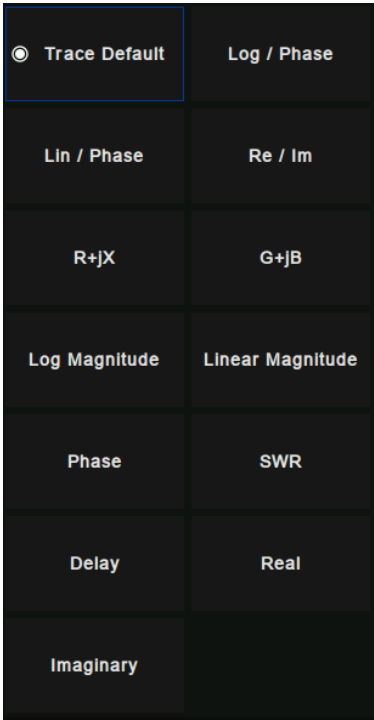 Trace Default
Log / Phase
Lin / Phase
Re / Im
R+jX
G+jB
Log Magnitude
Linear Magnitude
Phase
SWR
Delay
Real
Imaginary